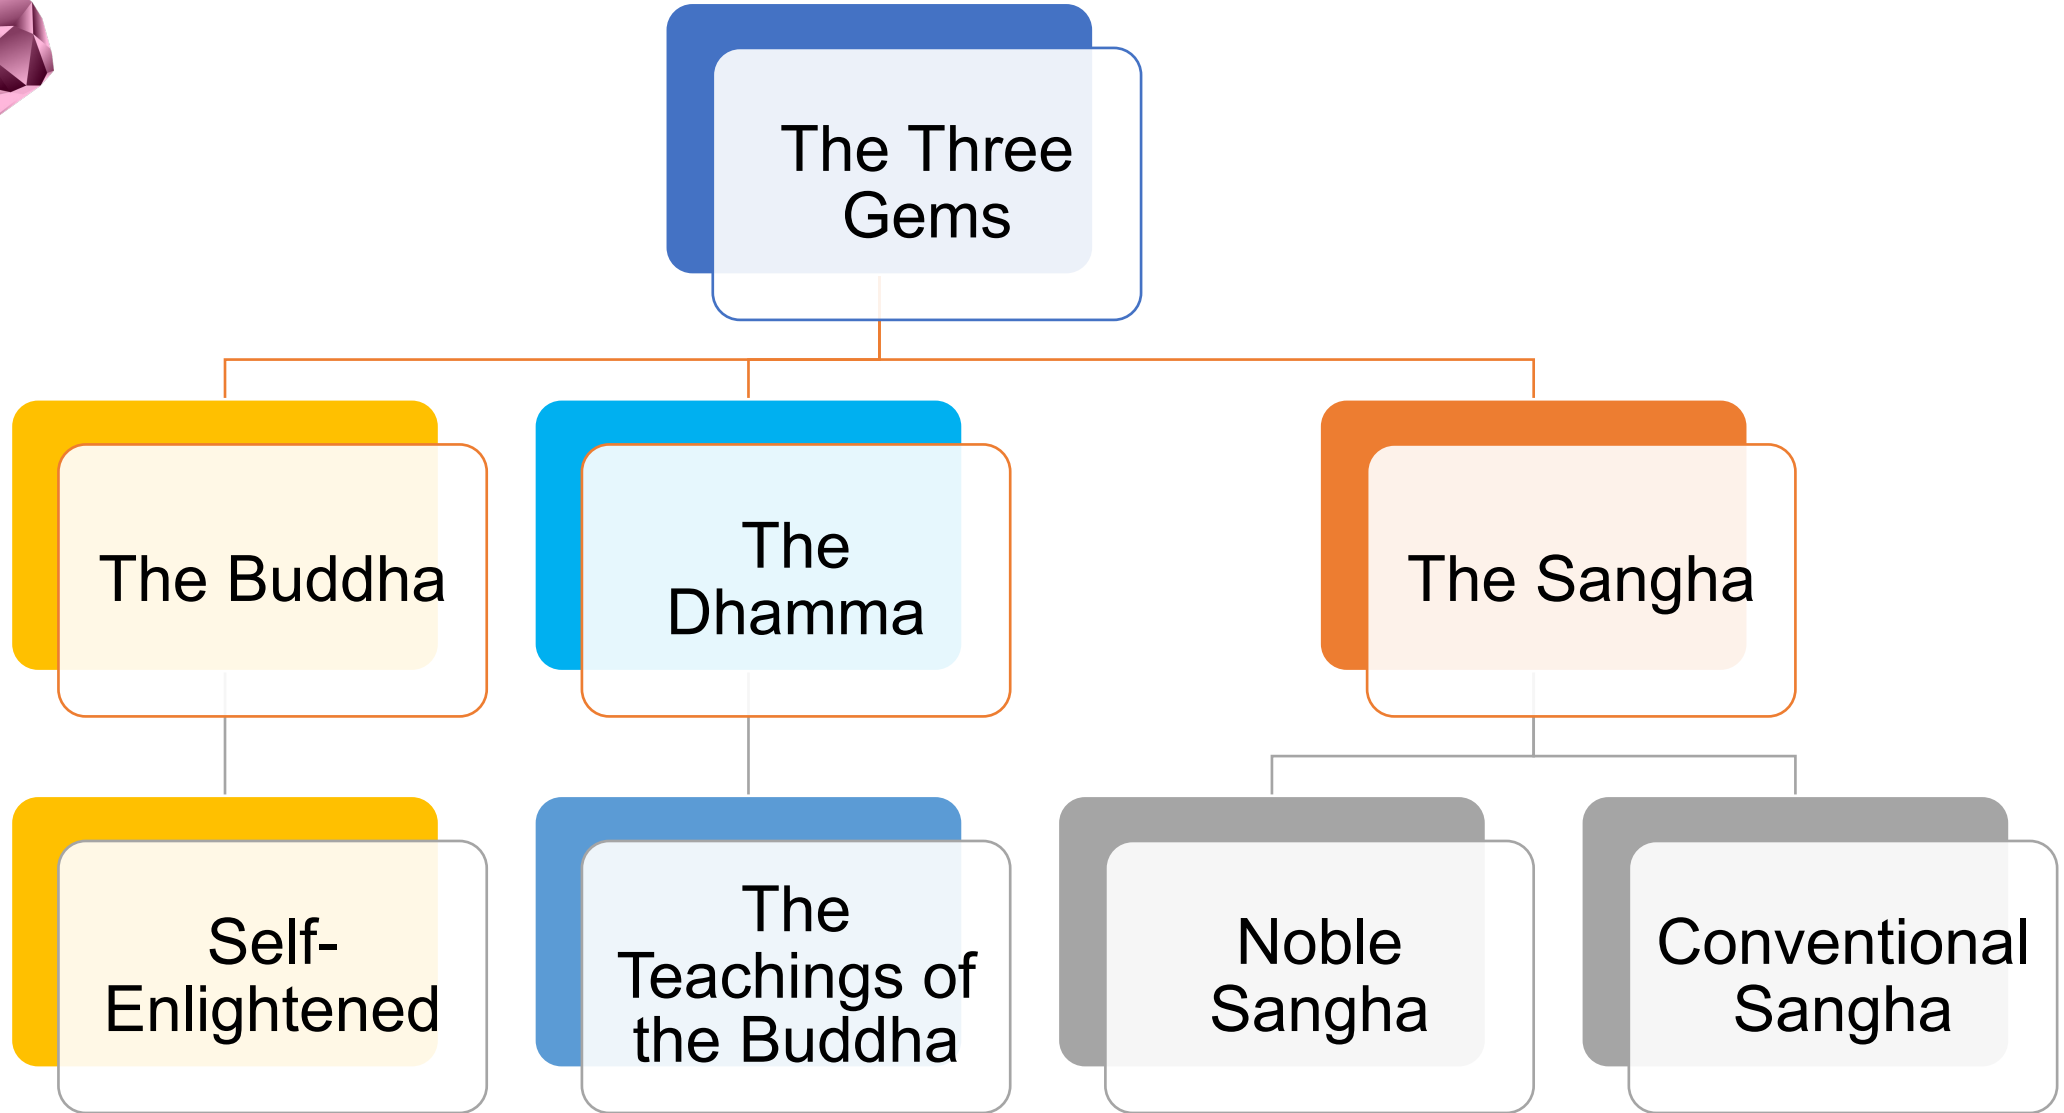 The Three
Gems
The Buddha
The
Dhamma
The Sangha
Self-
Enlightened
The
Teachings of
the Buddha
Noble
Sangha
Conventional
Sangha